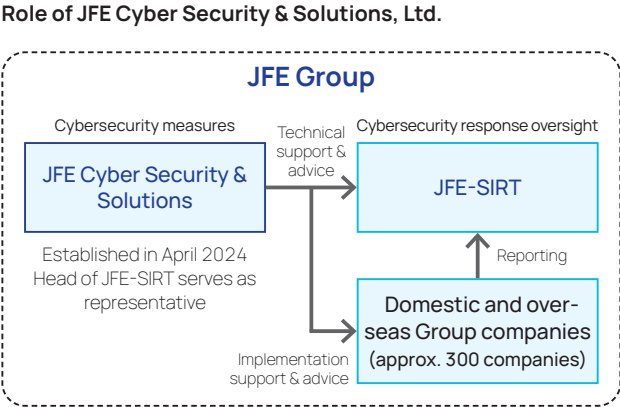 Role of JFE Cyber Security & Solutions, Ltd.
JFE Group
Cybersecurity measures
JFE Cyber Security &
Solutions
Established in April 2024
Head of JFE-SIRT serves as
representative
Technical
support &
advice
Cybersecurity response oversight
JFE-SIRT
Reporting
Domestic and over-
seas Group companies
(approx. 300 companies)
Implementation
support & advice